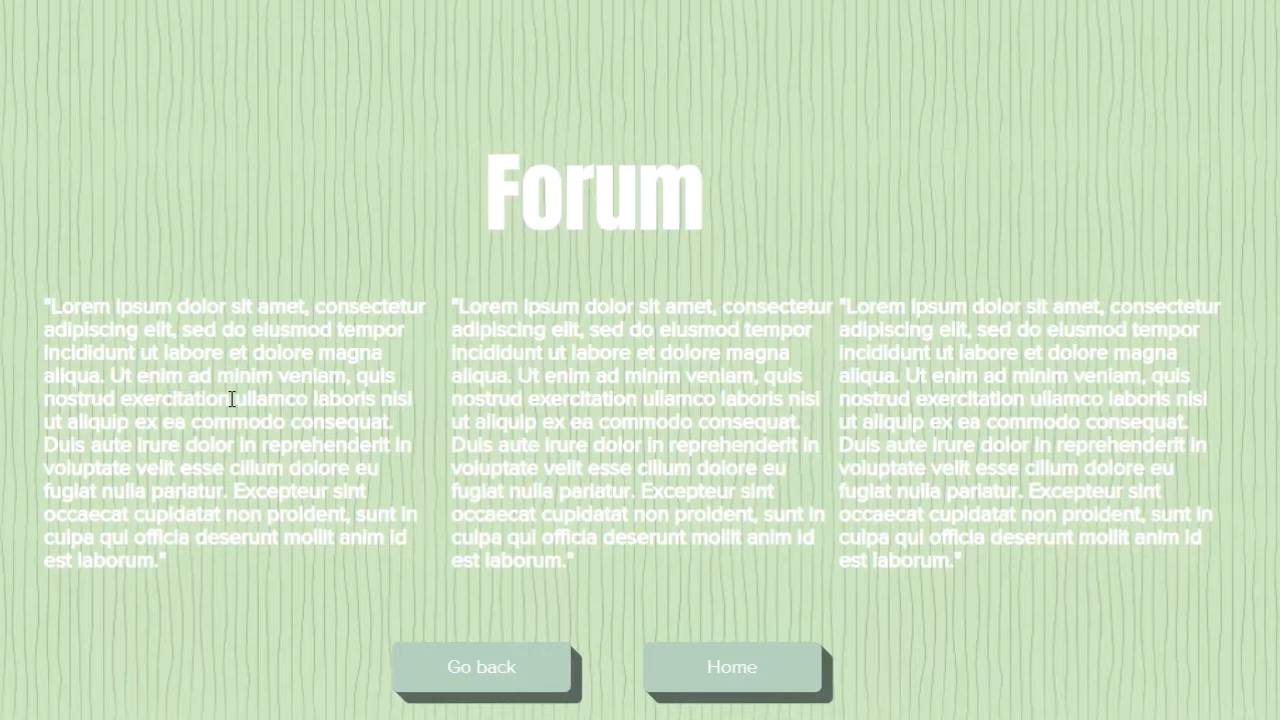 Forum
"Lorem ipsum dolor sit amet, consectetur
adipiscing elit, sed do eiusmod tempor
incididunt ut labore et dolore magna
aliqua. Ut enim ad minim veniam, quis
nostrud exercitation ullamco laboris nisi
ut aliquip ex ea commodo consequat.
Duis aute irure dolor in reprehenderit in
voluptate velit esse cillum dolore eu
fugiat nulla pariatur. Excepteur sint
occaecat cupidatat non proident, sunt in
culpa qui officia deserunt mollit anim id
est laborum."
"Lorem ipsum dolor sit amet, consectetur
adipiscing elit, sed do eiusmod tempor
incididunt ut labore et dolore magna
aliqua. Ut enim ad minim veniam, quis
nostrud exercitation ullamco laboris nisi
ut aliquip ex ea commodo consequat.
Duis aute irure dolor in reprehenderit in
voluptate velit esse cillum dolore eu
fugiat nulla pariatur. Excepteur sint
occaecat cupidatat non proident, sunt in
culpa qui officia deserunt mollit anim id
est laborum."
"Lorem ipsum dolor sit amet, consectetur
adipiscing elit, sed do eiusmod tempor
incididunt ut labore et dolore magna
aliqua. Ut enim ad minim veniam, quis
nostrud exercitation ullamco laboris nisi
ut aliquip ex ea commodo consequat.
Duis aute irure dolor in reprehenderit in
voluptate velit esse cillum dolore eu
fugiat nulla pariatur. Excepteur sint
occaecat cupidatat non proident, sunt in
culpa qui officia deserunt mollit anim id
est laborum."
Go back
Home